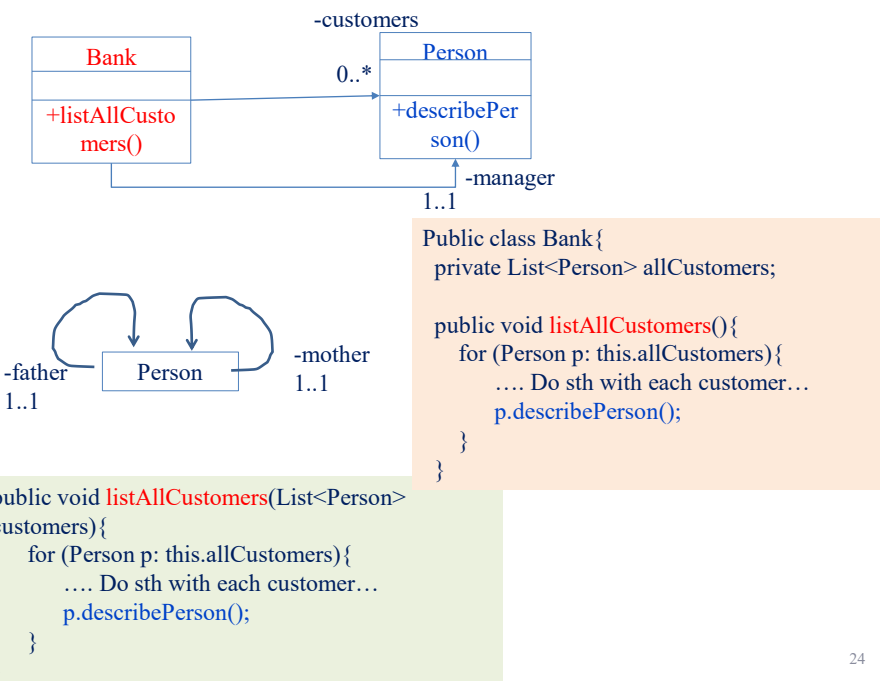 -customers
Bank
Person
0..*
+listAllCusto
mers()
+describePer
son()
-manager
1..1
Public class Bank{
private List<Person> allCustomers;
public void listAllCustomers(){
for (Person p: this.allCustomers){
…. Do sth with each customer…
p.describePerson();
}
}
-father
1..1
Person
-mother
1..1
public void listAllCustomers(List<Person>
customers){
for (Person p: this.allCustomers){
…. Do sth with each customer…
p.describePerson();
}
24